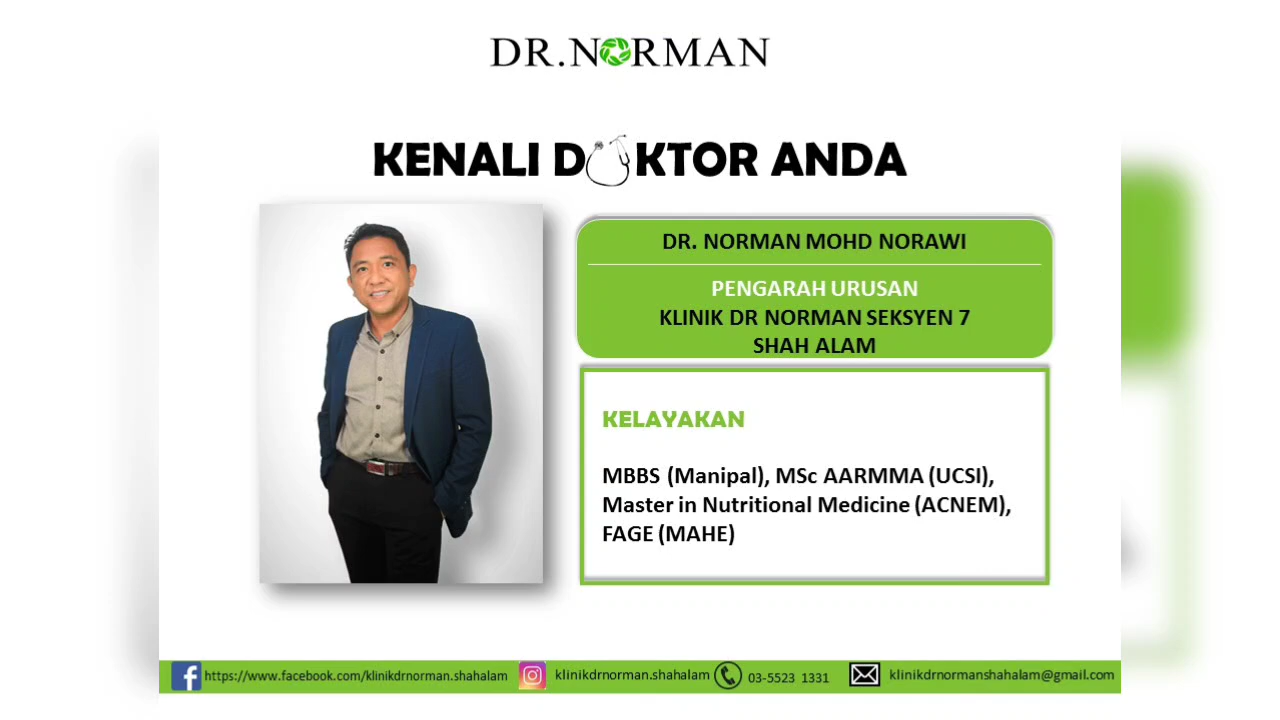 DR.NORMAN
KENALI DOKTOR ANDA
DR. NORMAN MOHD NORAWI
PENGARAH URUSAN
KLINIK DR NORMAN SEKSYEN 7
SHAH ALAM
KELAYAKAN
MBBS (Manipal), MSc AARMMA (UCSI),
Master in Nutritional Medicine (ACNEM),
FAGE (MAHE)
https://www.facebook.com/klinikdrnorman.shahalam klinikdrnorman.shahalam 03-5523 1331 klinikdrnormanshahalam@gmail.com